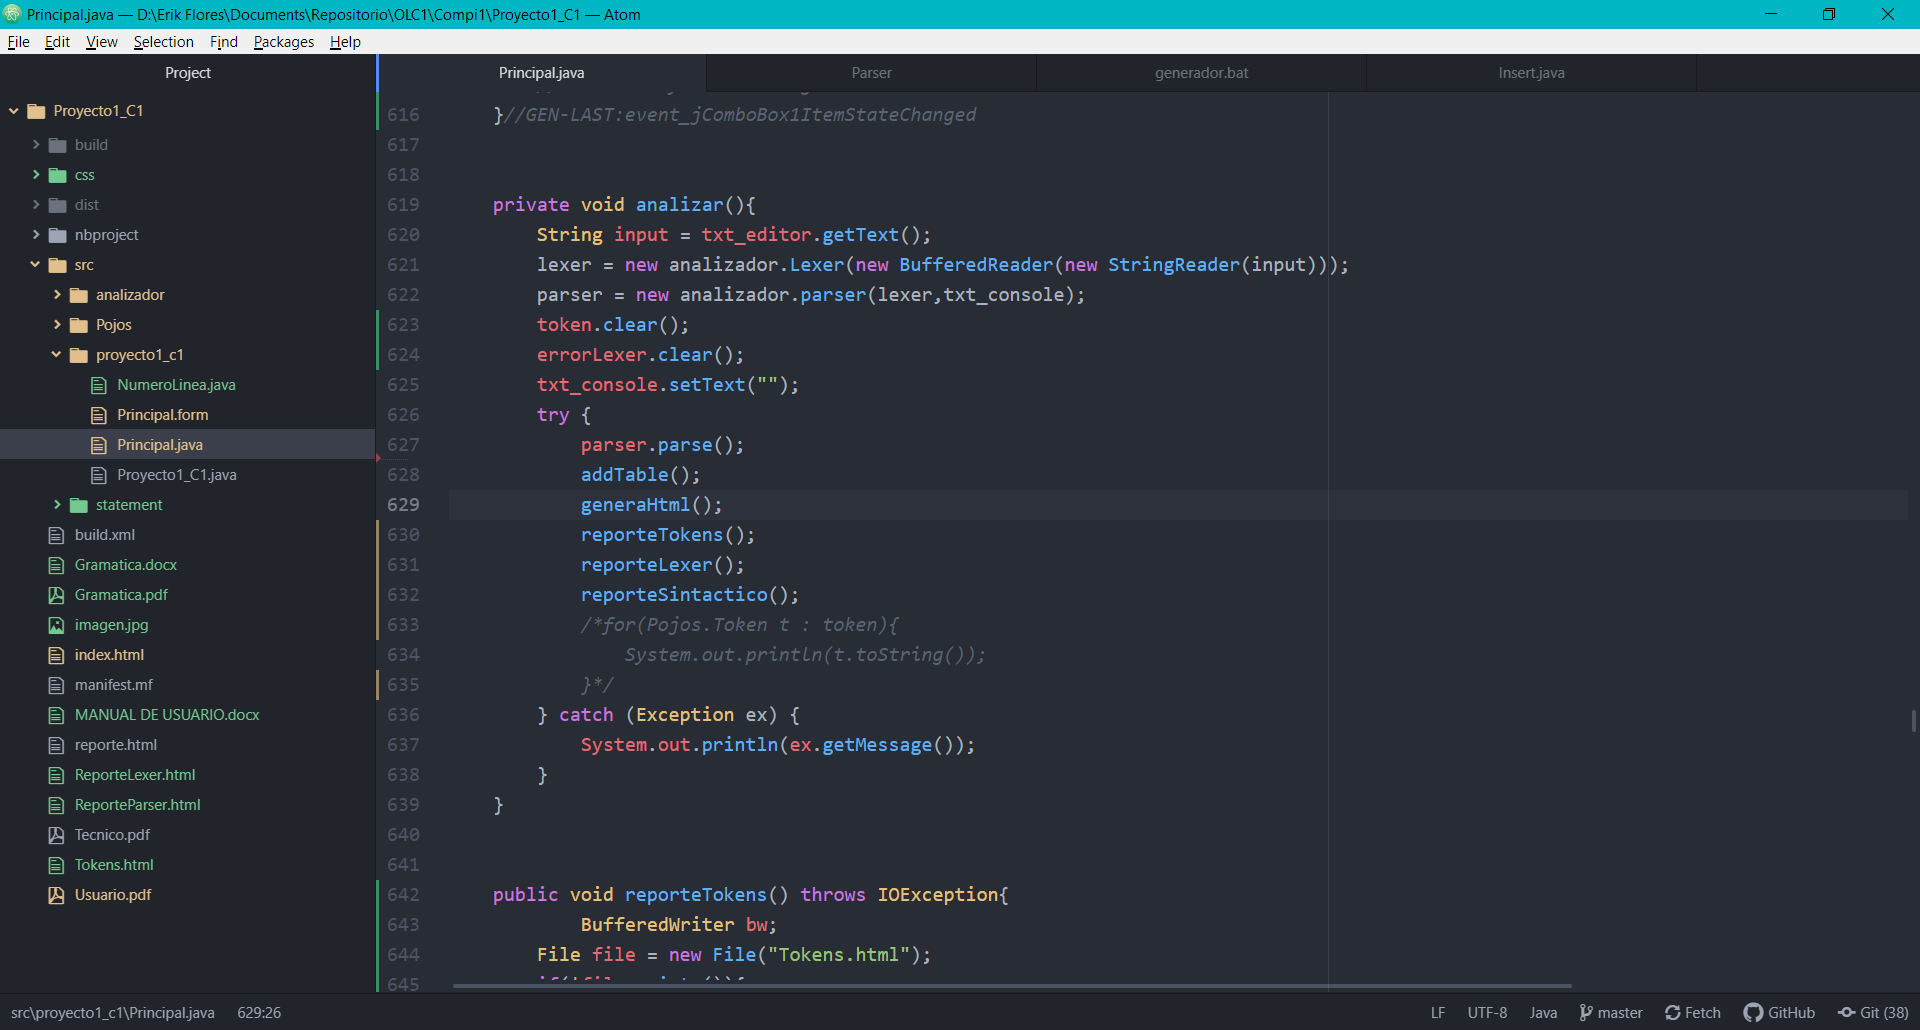 Principal.java — D:\Erik Flores\Documents\Repositorio\OLC1\Compi1\Proyecto1_C1 — Atom
File Edit View Selection Find Packages Help
Project
Proyecto1_C1
build
css
dist
nbproject
src
analizador
Pojos
proyecto1_c1
NumeroLinea.java
Principal.form
Principal.java
Proyecto1_C1.java
statement
build.xml
Gramatica.docx
Gramatica.pdf
imagen.jpg
index.html
manifest.mf
MANUAL DE USUARIO.docx
reporte.html
ReporteLexer.html
ReporteParser.html
Tecnico.pdf
Tokens.html
Usuario.pdf
Principal.java Parser generador.bat Insert.java
616 }//GEN-LAST:event_jComboBox1ItemStateChanged
617
618
619 private void analizar(){
620 String input = txt_editor.getText();
621 lexer = new analizador.Lexer(new BufferedReader(new StringReader(input)));
622 parser = new analizador.parser(lexer,txt_console);
623 token.clear();
624 errorLexer.clear();
625 txt_console.setText("");
626 try {
627 parser.parse();
628 addTable();
629 generaHtml();
630 reporteTokens();
631 reporteLexer();
632 reporteSintactico();
633 /*for(Pojos.Token t : token){
634 System.out.println(t.toString());
635 }*/
636 } catch (Exception ex) {
637 System.out.println(ex.getMessage());
638 }
639 }
640
641
642 public void reporteTokens() throws IOException{
643 BufferedWriter bw;
644 File file = new File("Tokens.html");
645
src\proyecto1_c1\Principal.java 629:26 LF UTF-8 Java master Fetch GitHub Git (38)